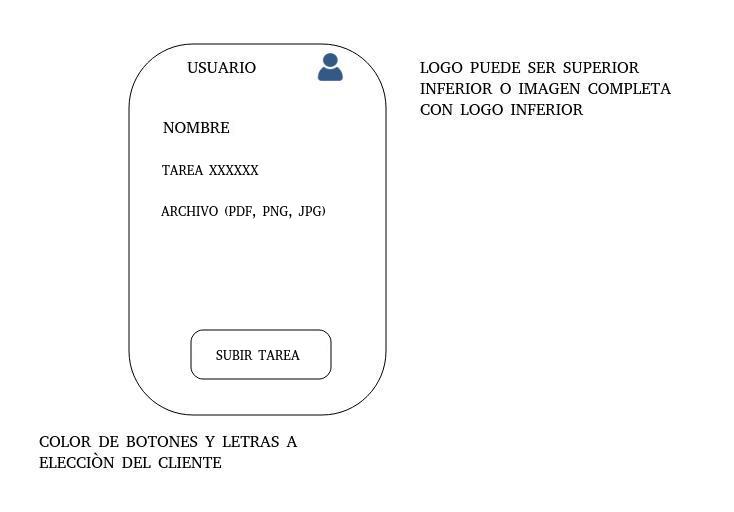 USUARIO
LOGO PUEDE SER SUPERIOR
INFERIOR O IMAGEN COMPLETA
CON LOGO INFERIOR
NOMBRE
TAREA XXXXXX
ARCHIVO (PDF, PNG, JPG)
SUBIR TAREA
COLOR DE BOTONES Y LETRAS A
ELECCIÒN DEL CLIENTE